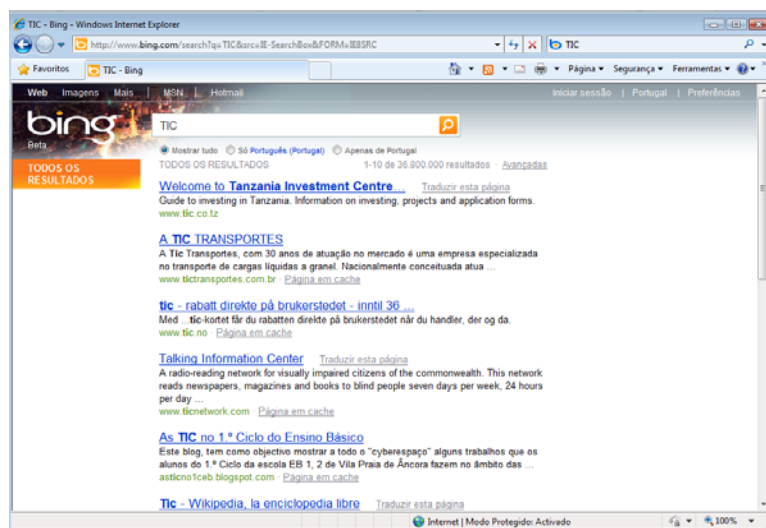 TIC - Bing - Windows Internet Explorer
http://www.bing.com/search?q=TIC&src=IE-SearchBox&FORM=IE8SRC
TIC
Favoritos
TIC - Bing
Página
Segurança
Ferramentas
Web Imagens Mais | MSN | Hotmail
Iniciar sessão | Portugal | Preferências
bing
Beta
TIC
Mostrar tudo Só Português (Portugal) Apenas de Portugal
TODOS OS
RESULTADOS
TODOS OS RESULTADOS 1-10 de 36.800.000 resultados · Avançadas
Welcome to Tanzania Investment Centre... Traduzir esta página
Guide to investing in Tanzania. Information on investing, projects and application forms.
www.tic.co.tz
A TIC TRANSPORTES
A Tic Transportes, com 30 anos de atuação no mercado é uma empresa especializada
no transporte de cargas líquidas a granel. Nacionalmente conceituada atua ...
www.tictransportes.com.br · Página em cache
tic - rabatt direkte på brukerstedet - inntil 36 ...
Med ...tic-kortet får du rabatten direkte på brukerstedet når du handler, der og da.
www.tic.no · Página em cache
Talking Information Center Traduzir esta página
A radio-reading network for visually impaired citizens of the commonwealth. This network
reads newspapers, magazines and books to blind people seven days per week, 24 hours
per day ...
www.ticnetwork.com · Página em cache
As TIC no 1.º Ciclo do Ensino Básico
Este blog, tem como objectivo mostrar a todo o "cyberespaço" alguns trabalhos que os
alunos do 1.º Ciclo da escola EB 1, 2 de Vila Praia de Âncora fazem no âmbito das ...
asticno1ceb.blogspot.com · Página em cache
Tic - Wikipedia, la enciclopedia libre Traduzir esta página
Internet | Modo Protegido: Activado
100%